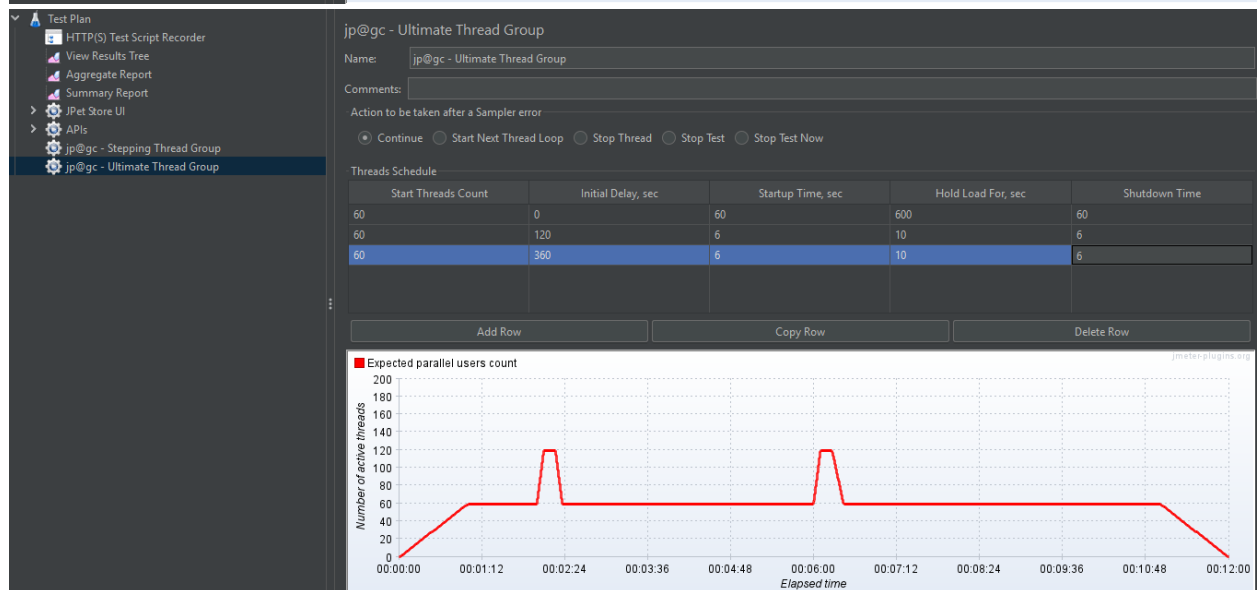 Test Plan
HTTP(S) Test Script Recorder
View Results Tree
Aggregate Report
Summary Report
JPet Store UI
APIs
jp@gc - Stepping Thread Group
jp@gc - Ultimate Thread Group
jp@gc - Ultimate Thread Group
Name: jp@gc - Ultimate Thread Group
Comments:
Action to be taken after a Sampler error
Continue Start Next Thread Loop Stop Thread Stop Test Stop Test Now
Threads Schedule
Start Threads Count Initial Delay, sec Startup Time, sec Hold Load For, sec Shutdown Time
60 0 60 600 60
60 120 6 10 6
60 360 6 10 6
Add Row Copy Row Delete Row
Expected parallel users count
jmeter-plugins.org
Number of active threads
200
180
160
140
120
100
80
60
40
20
0
00:00:00 00:01:12 00:02:24 00:03:36 00:04:48 00:06:00 00:07:12 00:08:24 00:09:36 00:10:48 00:12:00
Elapsed time